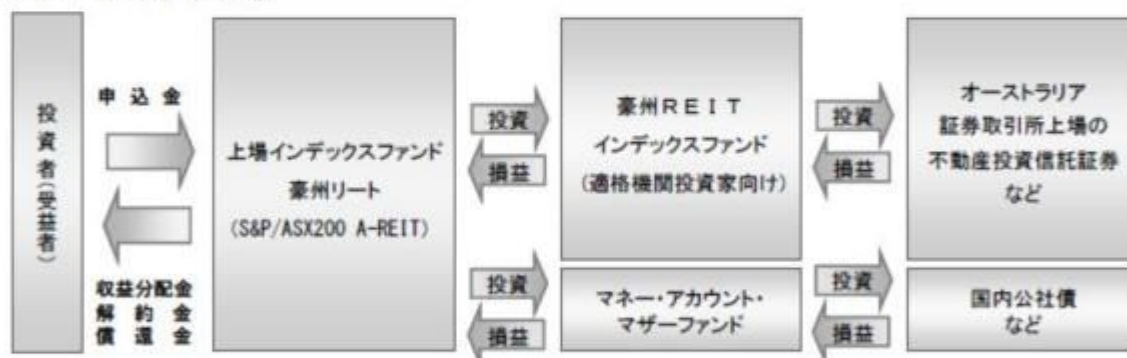 投資者(受益者)
申込金
収益分配金
解約金
償還金
上場インデックスファンド
豪州リート
(S&P/ASX200 A-REIT)
投資
損益
豪州REIT
インデックスファンド
(適格機関投資家向け)
投資
損益
オーストラリア
証券取引所上場の
不動産投資信託証券
など
投資
損益
マネー・アカウント・
マザーファンド
投資
損益
国内公社債
など